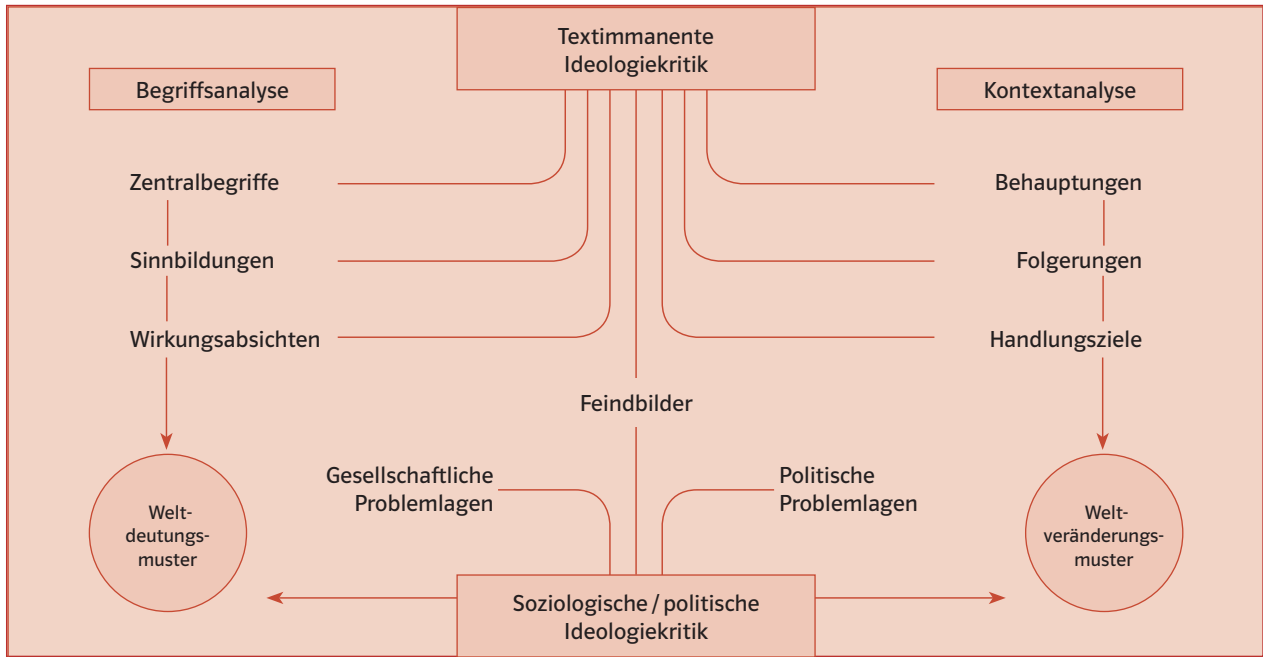 Textimmanente
Ideologiekritik
Begriffsanalyse
Kontextanalyse
Zentralbegriffe
Behauptungen
Sinnbildungen
Folgerungen
Wirkungsabsichten
Handlungsziele
Feindbilder
Gesellschaftliche
Problemlagen
Politische
Problemlagen
Welt-
deutungs-
muster
Welt-
veränderungs-
muster
Soziologische / politische
Ideologiekritik